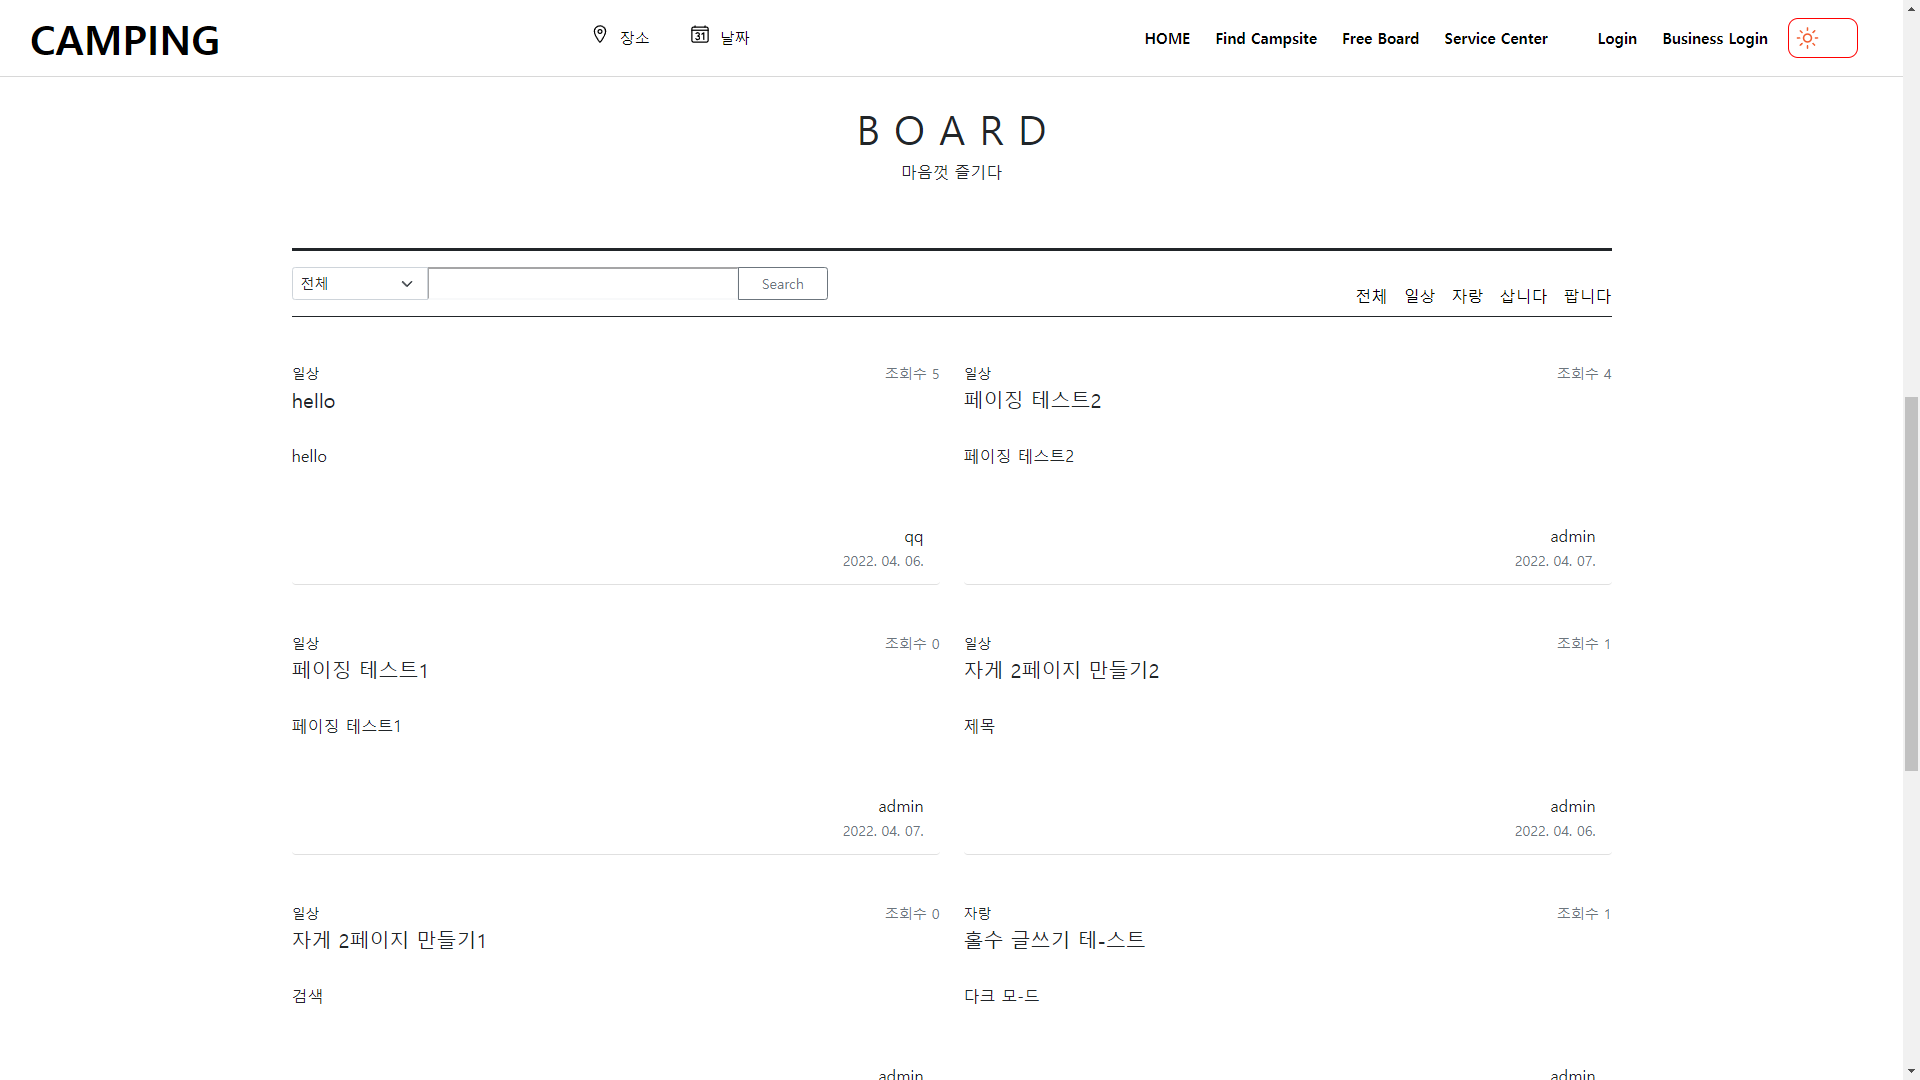 CAMPING
장소
날짜
HOME
Find Campsite
Free Board
Service Center
Login
Business Login
BOARD
마음껏 즐기다
전체
Search
전체
일상
자랑
삽니다
팝니다
일상
조회수 5
hello
hello
qq
2022. 04. 06.
일상
조회수 4
페이징 테스트2
페이징 테스트2
admin
2022. 04. 07.
일상
조회수 0
페이징 테스트1
페이징 테스트1
admin
2022. 04. 07.
일상
조회수 1
자게 2페이지 만들기2
제목
admin
2022. 04. 06.
일상
조회수 0
자게 2페이지 만들기1
검색
admin
자랑
조회수 1
홀수 글쓰기 테-스트
다크 모-드
admin